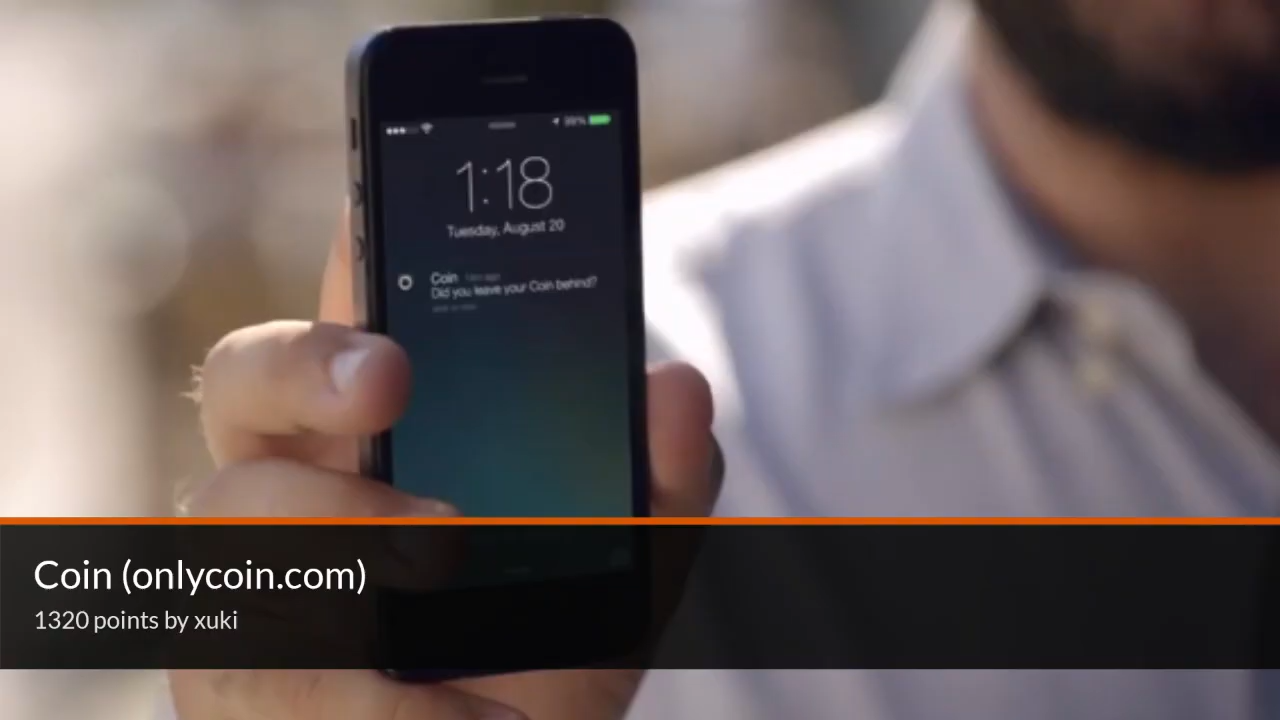 99%
1:18
Tuesday, August 20
Coin
Did you leave your Coin behind?
Coin (onlycoin.com)
1320 points by xuki